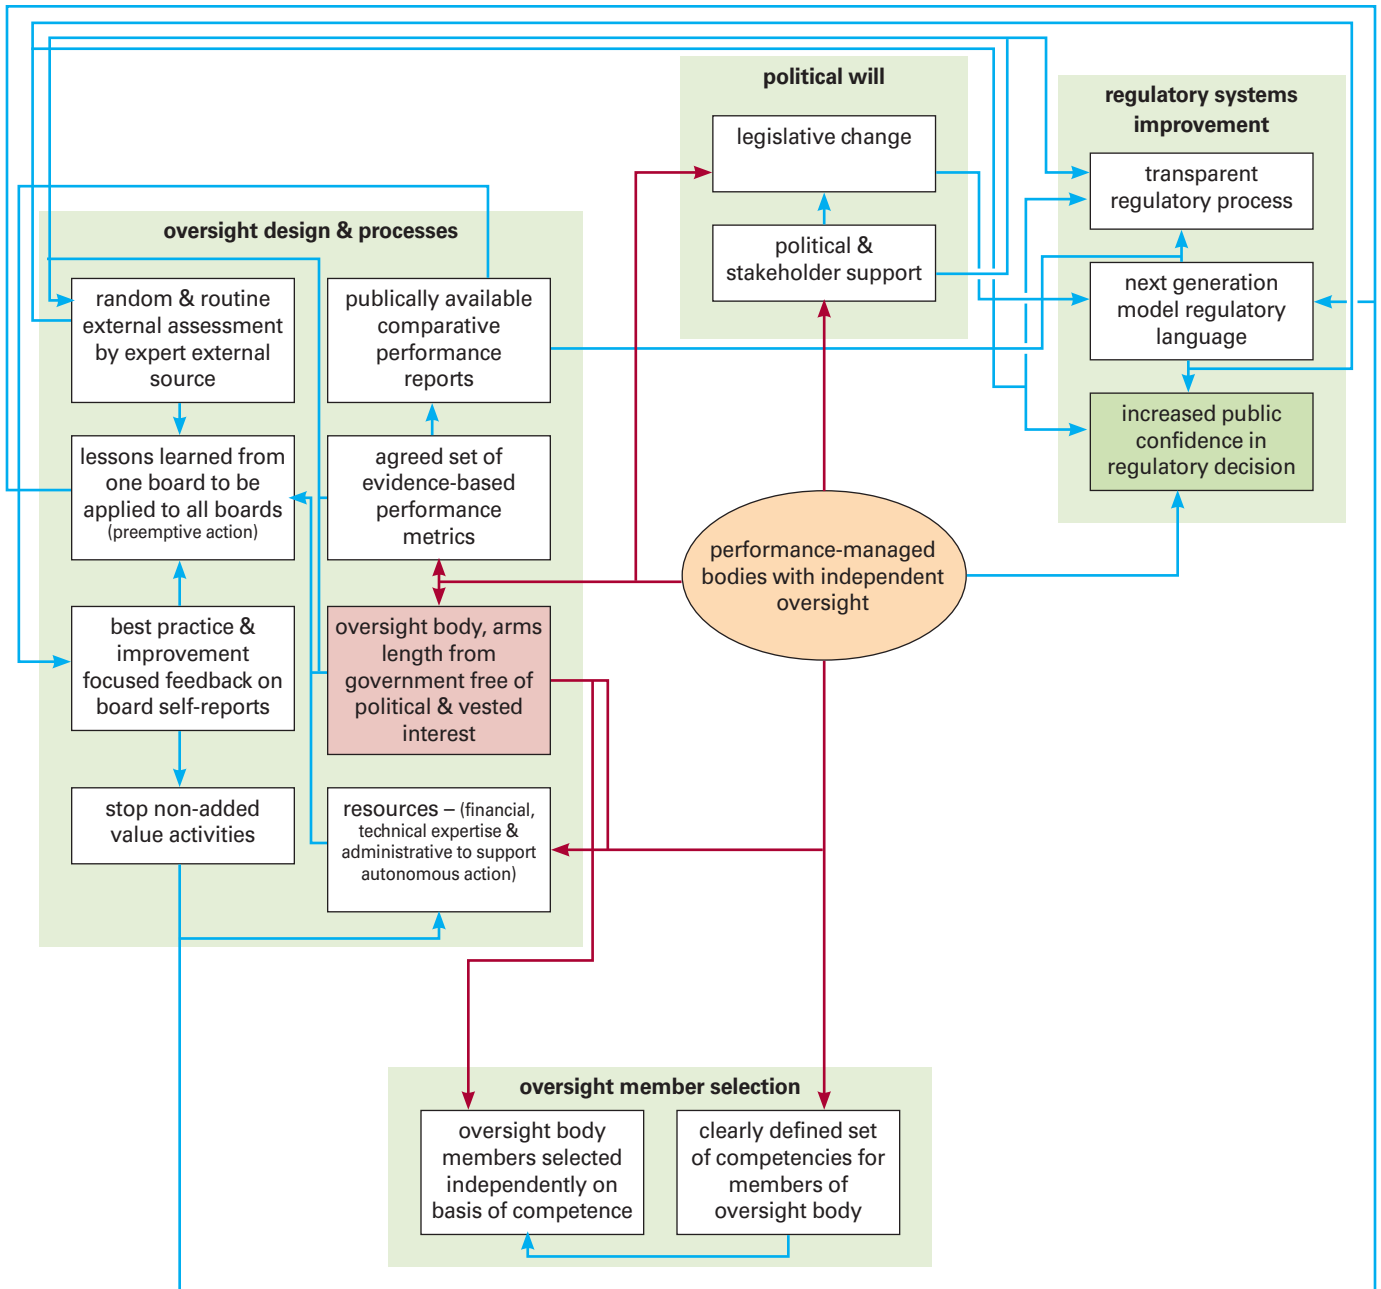 political will
legislative change
political &
stakeholder support
regulatory systems
improvement
transparent
regulatory process
next generation
model regulatory
language
increased public
confidence in
regulatory decision
oversight design & processes
random & routine
external assessment
by expert external
source
publically available
comparative
performance
reports
lessons learned from
one board to be
applied to all boards
(preemptive action)
agreed set of
evidence-based
performance
metrics
best practice &
improvement
focused feedback on
board self-reports
oversight body, arms
length from
government free of
political & vested
interest
stop non-added
value activities
resources – (financial,
technical expertise &
administrative to support
autonomous action)
performance-managed
bodies with independent
oversight
oversight member selection
oversight body
members selected
independently on
basis of competence
clearly defined set
of competencies for
members of
oversight body